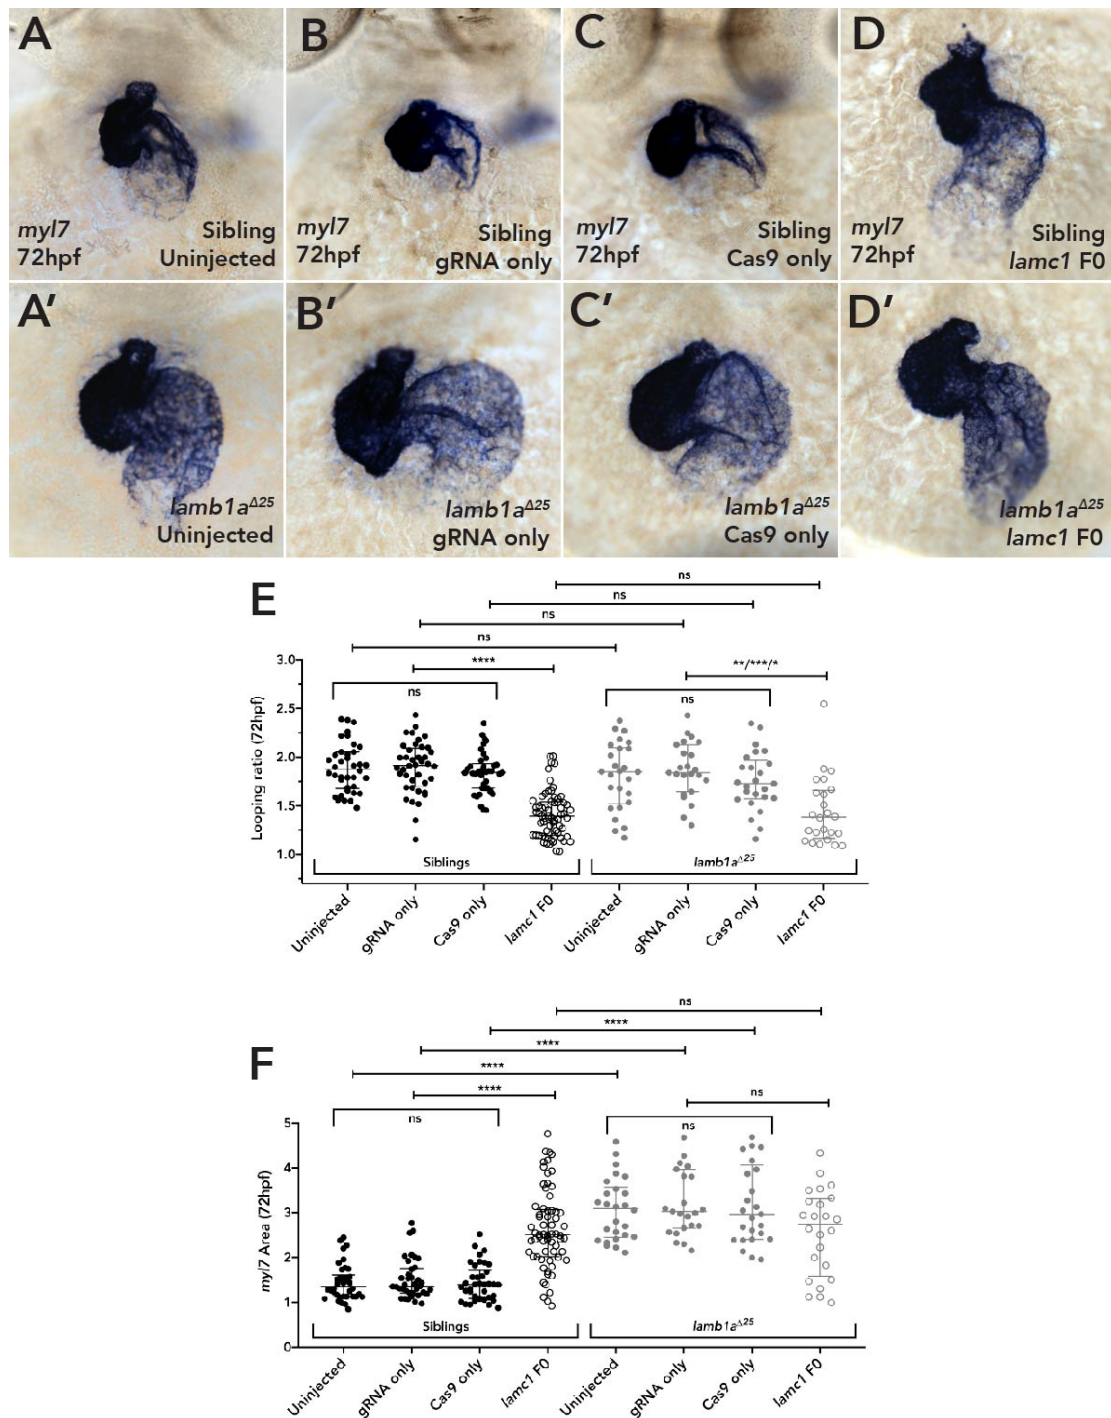 A
myl7 Sibling
72hpf Uninjected
B
myl7 Sibling
72hpf gRNA only
C
myl7 Sibling
72hpf Cas9 only
D
myl7 Sibling
72hpf lamc1 F0
A′
lamb1aΔ25
Uninjected
B′
lamb1aΔ25
gRNA only
C′
lamb1aΔ25
Cas9 only
D′
lamb1aΔ25
lamc1 F0
E
ns
ns
ns
ns
**** **/***/*
ns ns
Looping ratio (72hpf)
3.0
2.5
2.0
1.5
1.0
Siblings lamb1aΔ25
Uninjected gRNA only Cas9 only lamc1 F0 Uninjected gRNA only Cas9 only lamc1 F0
F
ns
****
****
****
**** ns
ns ns
myl7 Area (72hpf)
5
4
3
2
1
0
Siblings lamb1aΔ25
Uninjected gRNA only Cas9 only lamc1 F0 Uninjected gRNA only Cas9 only lamc1 F0